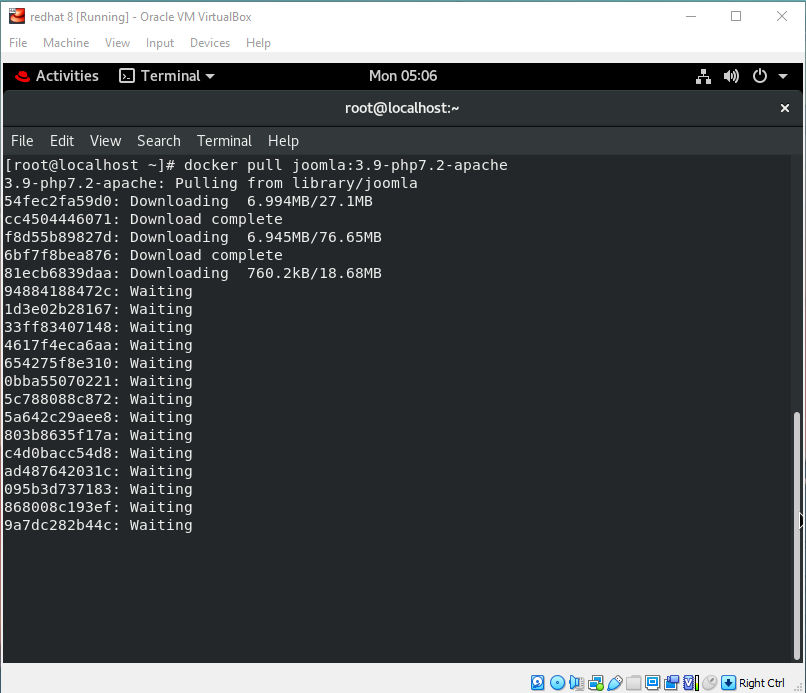 redhat 8 [Running] - Oracle VM VirtualBox
File Machine View Input Devices Help
Activities Terminal Mon 05:06
root@localhost:~
File Edit View Search Terminal Help
[root@localhost ~]# docker pull joomla:3.9-php7.2-apache
3.9-php7.2-apache: Pulling from library/joomla
54fec2fa59d0: Downloading 6.994MB/27.1MB
cc4504446071: Download complete
f8d55b89827d: Downloading 6.945MB/76.65MB
6bf7f8bea876: Download complete
81ecb6839daa: Downloading 760.2kB/18.68MB
94884188472c: Waiting
1d3e02b28167: Waiting
33ff83407148: Waiting
4617f4eca6aa: Waiting
654275f8e310: Waiting
0bba55070221: Waiting
5c788088c872: Waiting
5a642c29aee8: Waiting
803b8635f17a: Waiting
c4d0bacc54d8: Waiting
ad487642031c: Waiting
095b3d737183: Waiting
868008c193ef: Waiting
9a7dc282b44c: Waiting
Right Ctrl